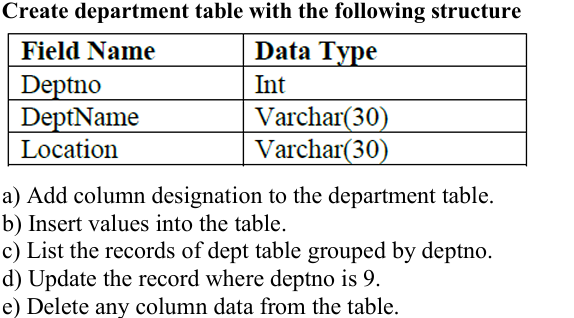 Create department table with the following structure
Field Name Data Type
Deptno Int
DeptName Varchar(30)
Location Varchar(30)
a) Add column designation to the department table.
b) Insert values into the table.
c) List the records of dept table grouped by deptno.
d) Update the record where deptno is 9.
e) Delete any column data from the table.